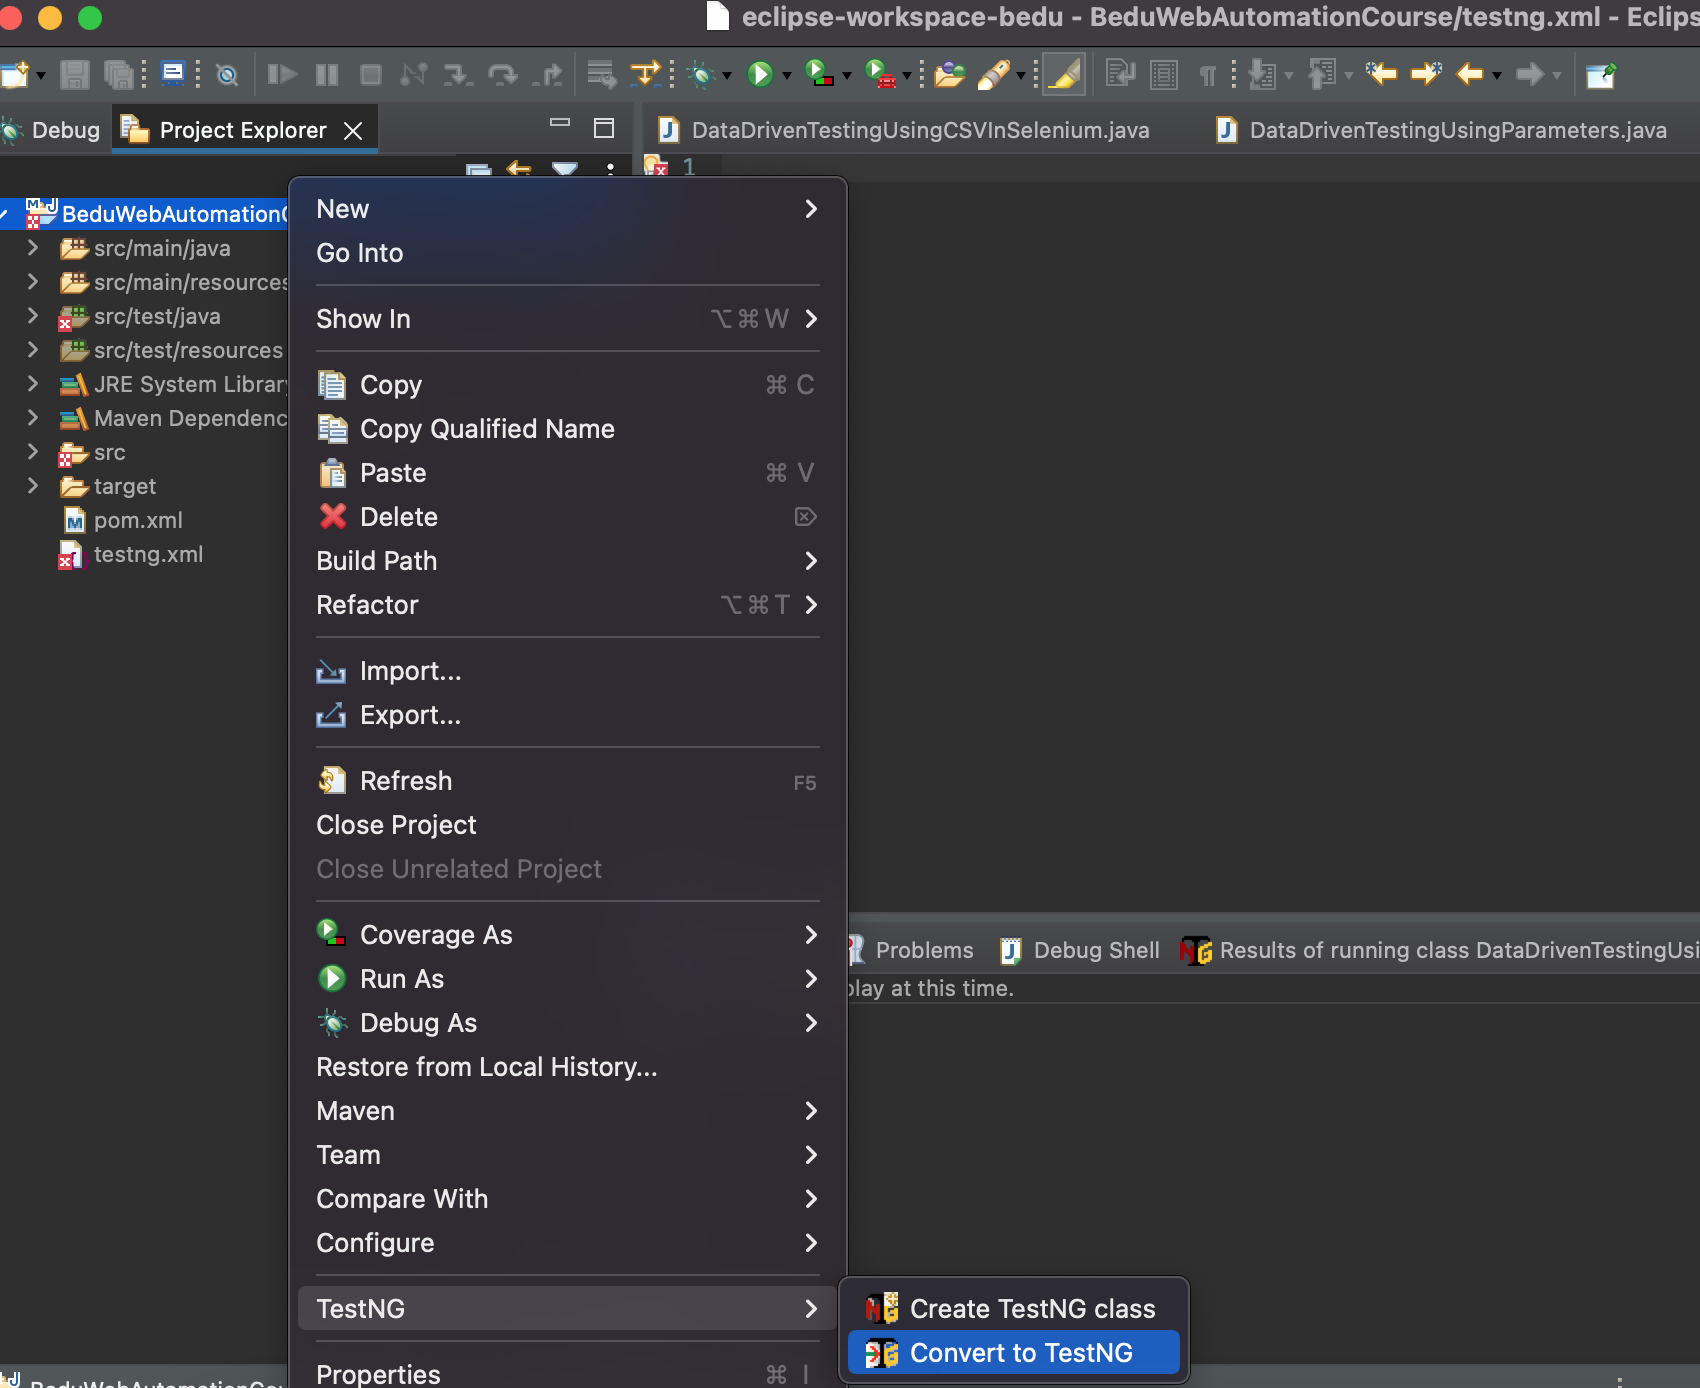 eclipse-workspace-bedu - BeduWebAutomationCourse/testng.xml - Eclips
Debug
Project Explorer
DataDrivenTestingUsingCSVInSelenium.java
DataDrivenTestingUsingParameters.java
1
BeduWebAutomationC
src/main/java
src/main/resources
src/test/java
src/test/resources
JRE System Library
Maven Dependenc
src
target
pom.xml
testng.xml
New
Go Into
Show In ⌥⌘W
Copy ⌘ C
Copy Qualified Name
Paste ⌘ V
Delete ⌦
Build Path
Refactor ⌥⌘T
Import...
Export...
Refresh F5
Close Project
Close Unrelated Project
Coverage As
Run As
Debug As
Restore from Local History...
Maven
Team
Compare With
Configure
TestNG
Properties ⌘ I
Create TestNG class
Convert to TestNG
Problems
Debug Shell
Results of running class DataDrivenTestingUsi
play at this time.
BeduWebAutomationCou